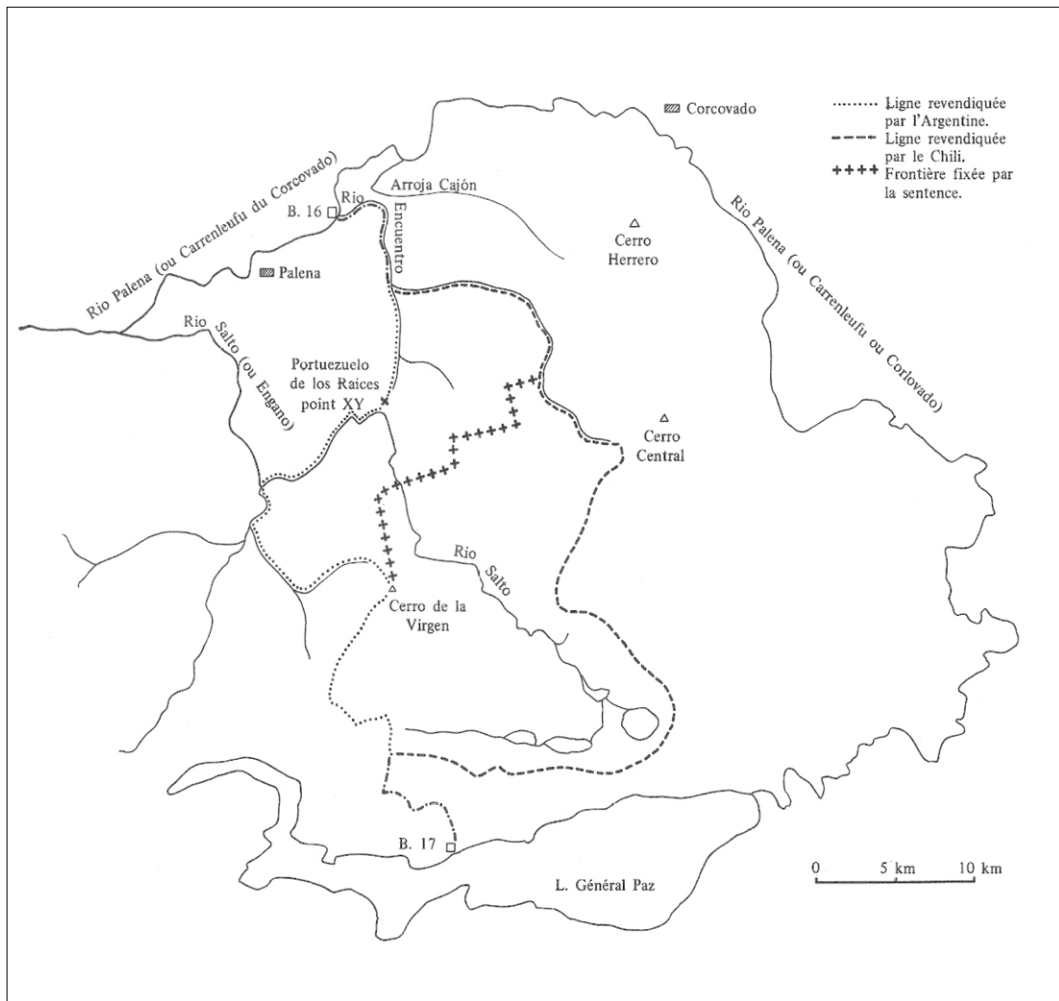 Corcovado
Ligne revendiquée
par l'Argentine.
Ligne revendiquée
par le Chili.
Frontière fixée par
la sentence.
Rio Palena (ou Carrenleufu du Corcovado)
Arroja Cajón
Rio
Encuentro
B. 16
Cerro
Herrero
Rio Palena (ou Carrenleufu ou Corlovado)
Palena
Rio
Salto (ou Engano)
Portuezuelo
de los Raices
point XY
Cerro
Central
Rio
Salto
Cerro de la
Virgen
B. 17
L. Général Paz
0 5 km 10 km